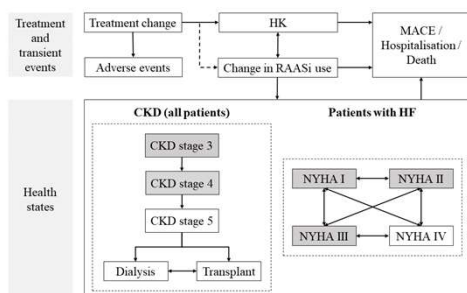 Treatment
and
transient
events
Treatment change
HK
MACE /
Hospitalisation /
Death
Adverse events
Change in RAASi use
Health
states
CKD (all patients)
Patients with HF
CKD stage 3
CKD stage 4
CKD stage 5
Dialysis
Transplant
NYHA I
NYHA II
NYHA III
NYHA IV